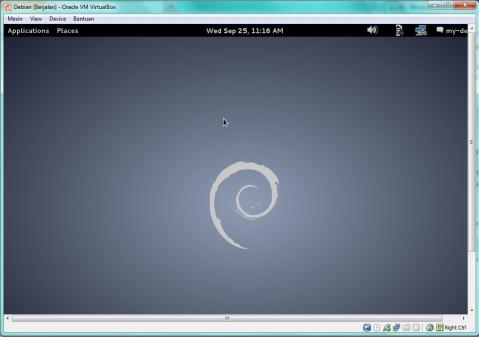 Debian [Berjalan] - Oracle VM VirtualBox
Mesin View Device Bantuan
Applications Places Wed Sep 25, 11:16 AM my-de
Right Ctrl